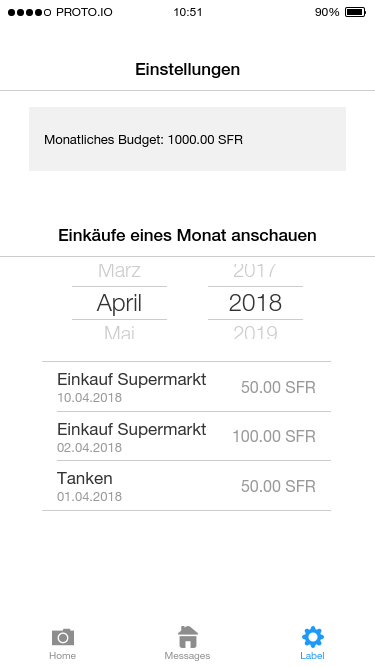 PROTO.IO 10:51 90%
Einstellungen
Monatliches Budget: 1000.00 SFR
Einkäufe eines Monat anschauen
März 2017
April 2018
Mai 2019
Einkauf Supermarkt 50.00 SFR
10.04.2018
Einkauf Supermarkt 100.00 SFR
02.04.2018
Tanken 50.00 SFR
01.04.2018
Home Messages Label